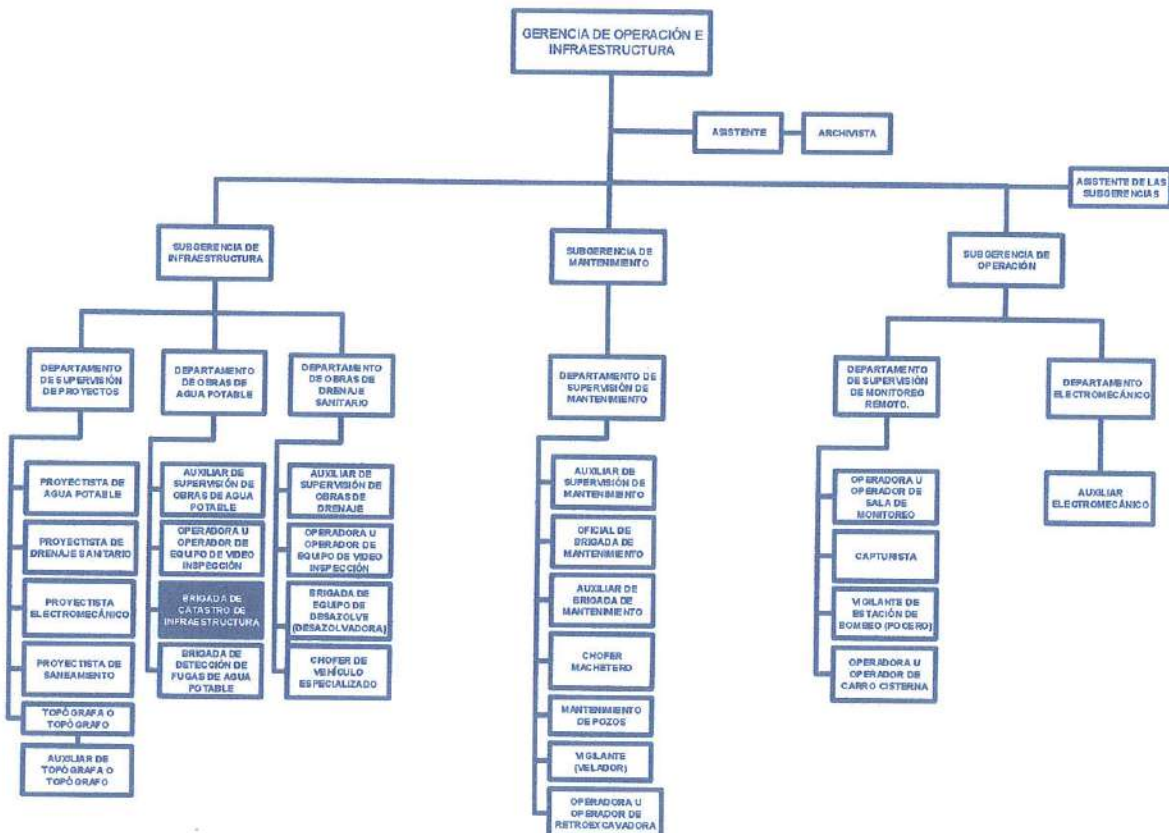 GERENCIA DE OPERACIÓN E
INFRAESTRUCTURA
ASISTENTE
ARCHIVISTA
ASISTENTE DE LAS
SUBGERENCIAS
SUBGERENCIA DE
INFRAESTRUCTURA
SUBGERENCIA DE
MANTENIMIENTO
SUBGERENCIA DE
OPERACIÓN
DEPARTAMENTO
DE SUPERVISIÓN
DE PROYECTOS
DEPARTAMENTO
DE OBRAS DE
AGUA POTABLE
DEPARTAMENTO
DE OBRAS DE
DRENAJE
SANITARIO
DEPARTAMENTO DE
SUPERVISIÓN DE
MANTENIMIENTO
DEPARTAMENTO
DE SUPERVISIÓN
DE MONITOREO
REMOTO.
DEPARTAMENTO
ELECTROMECÁNICO
PROYECTISTA DE
AGUA POTABLE
PROYECTISTA
DE DRENAJE SANITARIO
PROYECTISTA
ELECTROMECÁNICO
PROYECTISTA DE
SANEAMIENTO
TOPÓGRAFA O
TOPÓGRAFO
AUXILIAR DE
TOPÓGRAFA O
TOPÓGRAFO
AUXILIAR DE
SUPERVISIÓN DE
OBRAS DE AGUA
POTABLE
OPERADORA U
OPERADOR DE
EQUIPO DE VIDEO
INSPECCIÓN
BRIGADA DE
CATASTRO DE
INFRAESTRUCTURA
BRIGADA DE
DETECCIÓN DE
FUGAS DE AGUA
POTABLE
AUXILIAR DE
SUPERVISIÓN DE
OBRAS DE
DRENAJE
OPERADORA U
OPERADOR DE
EQUIPO DE VIDEO
INSPECCIÓN
BRIGADA DE
EQUIPO DE
DESAZOLVE
(DESAZOLVADORA)
CHOFER DE
VEHÍCULO
ESPECIALIZADO
AUXILIAR DE
SUPERVISIÓN DE
MANTENIMIENTO
OFICIAL DE
BRIGADA DE
MANTENIMIENTO
AUXILIAR DE
BRIGADA DE
MANTENIMIENTO
CHOFER
MACHETERO
MANTENIMIENTO
DE POZOS
VIGILANTE
(VELADOR)
OPERADORA U
OPERADOR DE
RETROEXCAVADORA
OPERADORA U
OPERADOR DE
SALA DE
MONITOREO
CAPTURISTA
VIGILANTE DE
ESTACIÓN DE
BOMBEO (POCERO)
OPERADORA U
OPERADOR DE
CARRO CISTERNA
AUXILIAR
ELECTROMECÁNICO